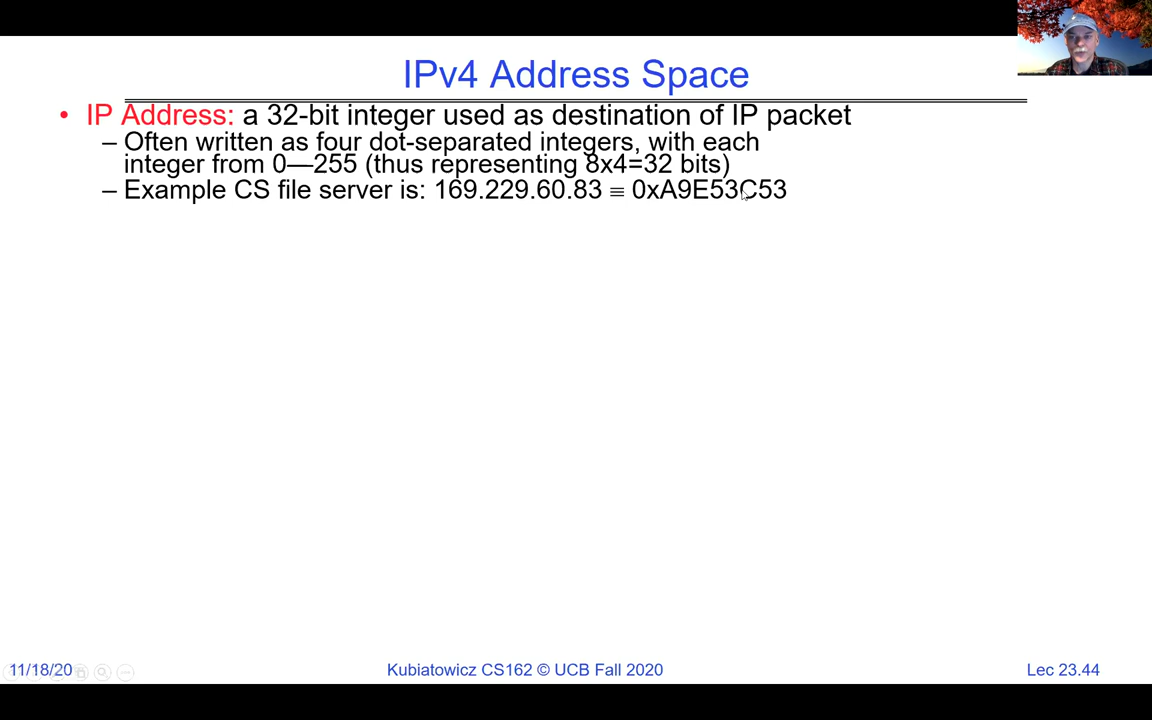 IPv4 Address Space
• IP Address: a 32-bit integer used as destination of IP packet
– Often written as four dot-separated integers, with each
integer from 0—255 (thus representing 8x4=32 bits)
– Example CS file server is: 169.229.60.83 ≡ 0xA9E53C53
11/18/20
Kubiatowicz CS162 © UCB Fall 2020
Lec 23.44